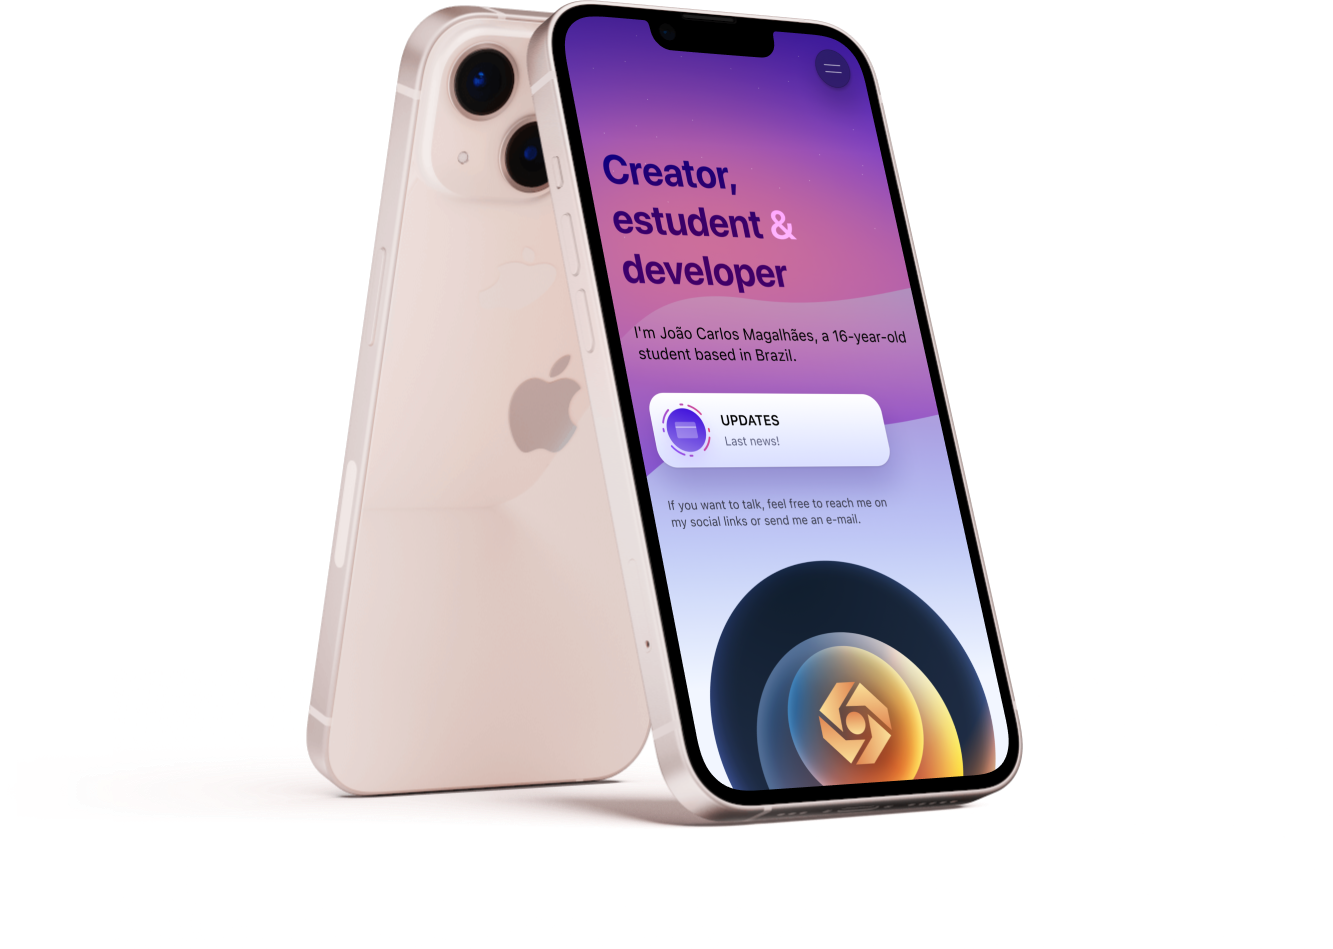 Creator,
estudent &
developer
I'm João Carlos Magalhães, a 16-year-old
student based in Brazil.
UPDATES
Last news!
If you want to talk, feel free to reach me on
my social links or send me an e-mail.